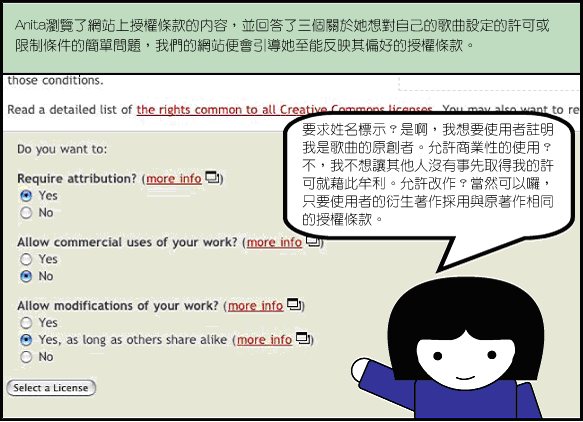 Anita瀏覽了網站上授權條款的內容，並回答了三個關於她想對自己的歌曲設定的許可或
限制條件的簡單問題，我們的網站便會引導她至能反映其偏好的授權條款。
those conditions.
Read a detailed list of the rights common to all Creative Commons licenses. You may also want to re
要求姓名標示？是啊，我想要使用者註明
我是歌曲的原創者。允許商業性的使用？
不，我不想讓其他人沒有事先取得我的許
可就藉此牟利。允許改作？當然可以囉，
只要使用者的衍生著作採用與原著作相同
的授權條款。
Do you want to:
Require attribution? (more info)
Yes
No
Allow commercial uses of your work? (more info)
Yes
No
Allow modifications of your work? (more info)
Yes
Yes, as long as others share alike (more info)
No
Select a License